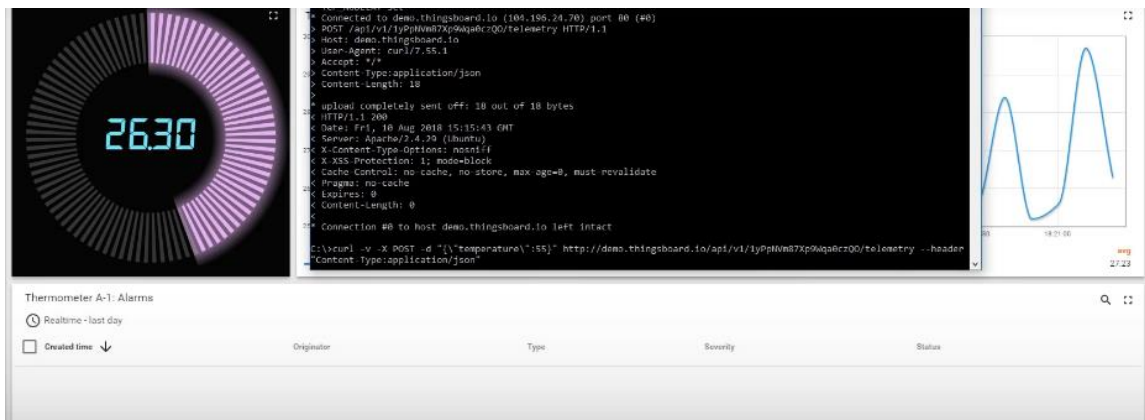 26.30
* Connected to demo.thingsboard.io (104.196.24.70) port 80 (#0)
> POST /api/v1/1yPpNVm87Xp9Wqa0czQO/telemetry HTTP/1.1
> Host: demo.thingsboard.io
> User-Agent: curl/7.55.1
> Accept: */*
> Content-Type:application/json
> Content-Length: 18
>
* upload completely sent off: 18 out of 18 bytes
< HTTP/1.1 200
< Date: Fri, 10 Aug 2018 15:15:43 GMT
< Server: Apache/2.4.29 (Ubuntu)
< X-Content-Type-Options: nosniff
< X-XSS-Protection: 1; mode=block
< Cache-Control: no-cache, no-store, max-age=0, must-revalidate
< Pragma: no-cache
< Expires: 0
< Content-Length: 0
<
* Connection #0 to host demo.thingsboard.io left intact
C:\>curl -v -X POST -d "{\"temperature\":55}" http://demo.thingsboard.io/api/v1/1yPpNVm87Xp9Wqa0czQO/telemetry --header
"Content-Type:application/json"
18:21:00
avg
27.23
Thermometer A-1: Alarms
Realtime - last day
Created time Originator Type Severity Status